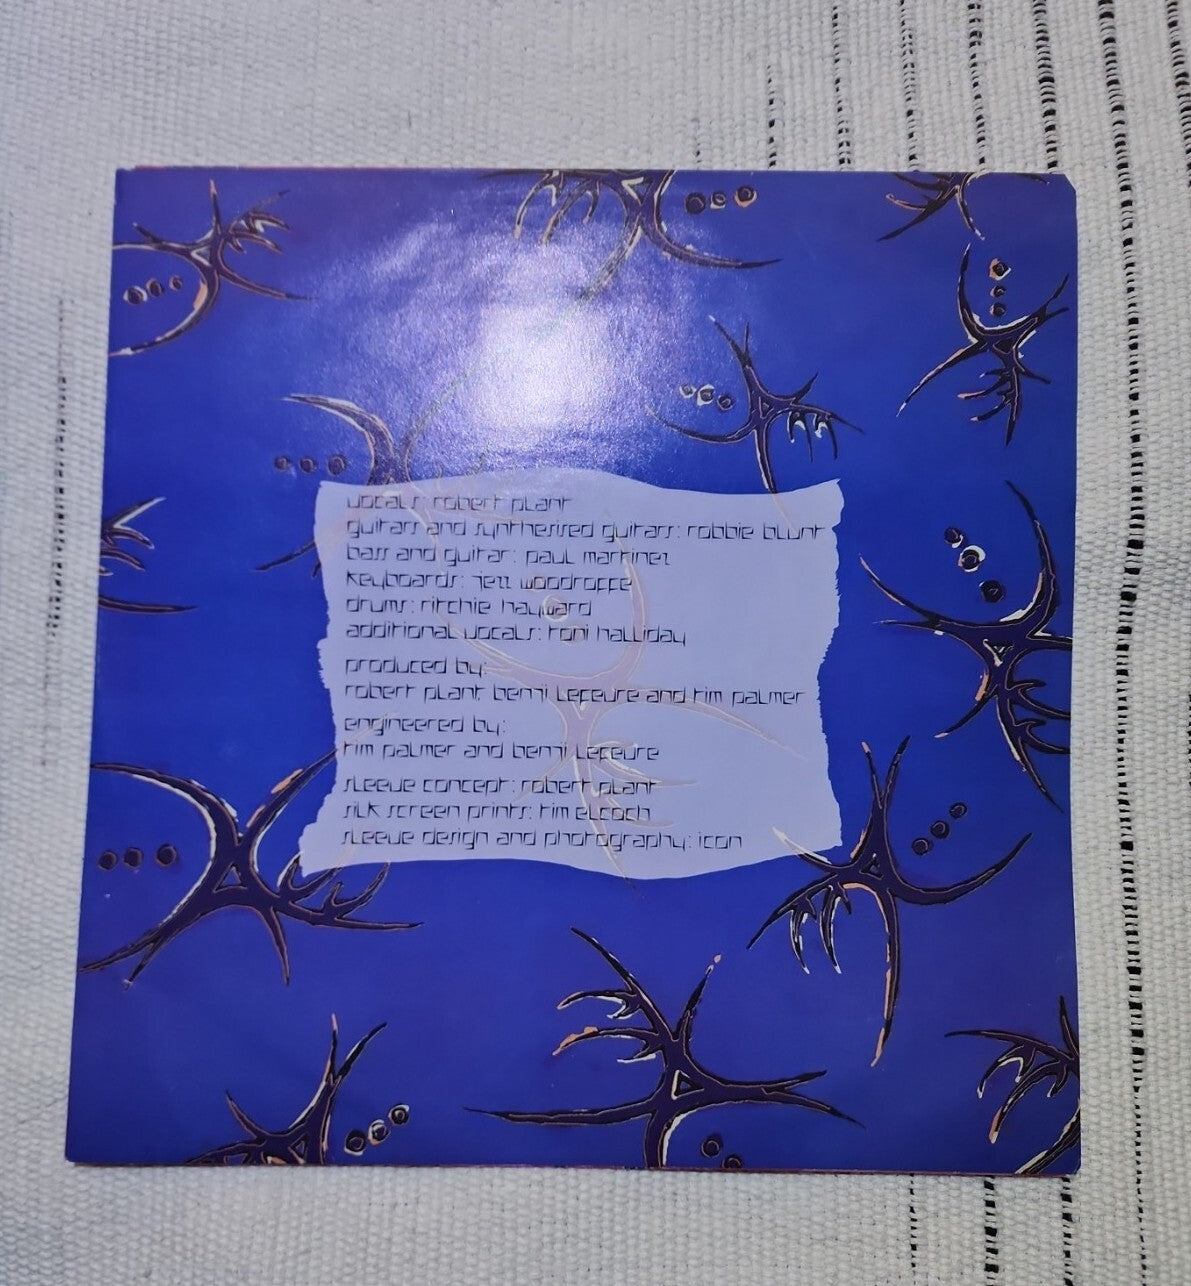 vocals: robert plant
guitars and synthesised guitars: robbie blunt
bass and guitar: paul martinez
keyboards: jezz woodroffe
drums: ritchie hayward
additional vocals: toni halliday
produced by:
robert plant benji lefevre and tim palmer
engineered by:
tim palmer and benji lefevre
sleeve concept: robert plant
silk screen prints: tim elcoch
sleeve design and photography: icon